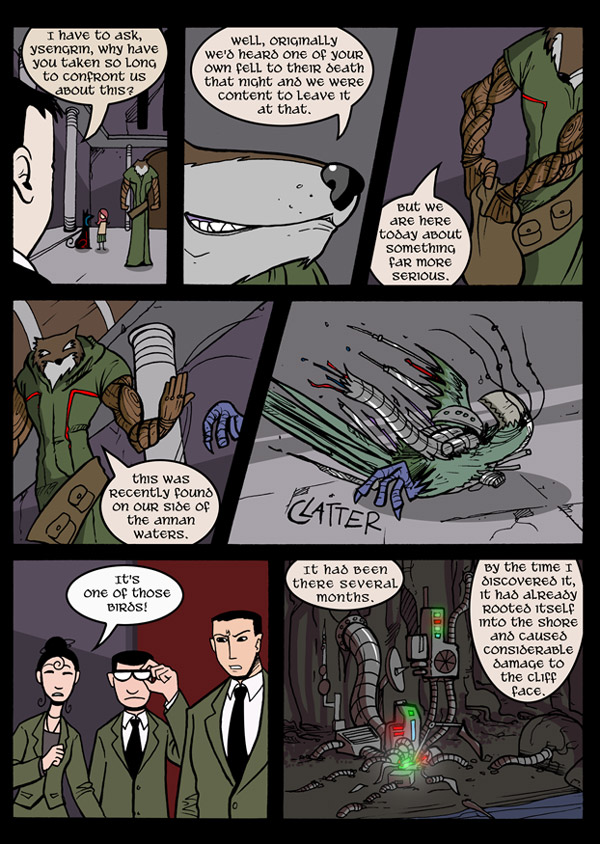 I have to ask,
Ysengrin, why have
you taken so long
to confront us
about this?
Well, originally
we'd heard one of your
own fell to their death
that night and we were
content to leave it
at that.
But we
are here
today about
something
far more
serious.
This was
recently found
on our side of
the Annan
Waters.
CLATTER
It's
one of those
birds!
It had been
there several
months.
By the time I
discovered it,
it had already
rooted itself
into the shore
and caused
considerable
damage to
the cliff
face.